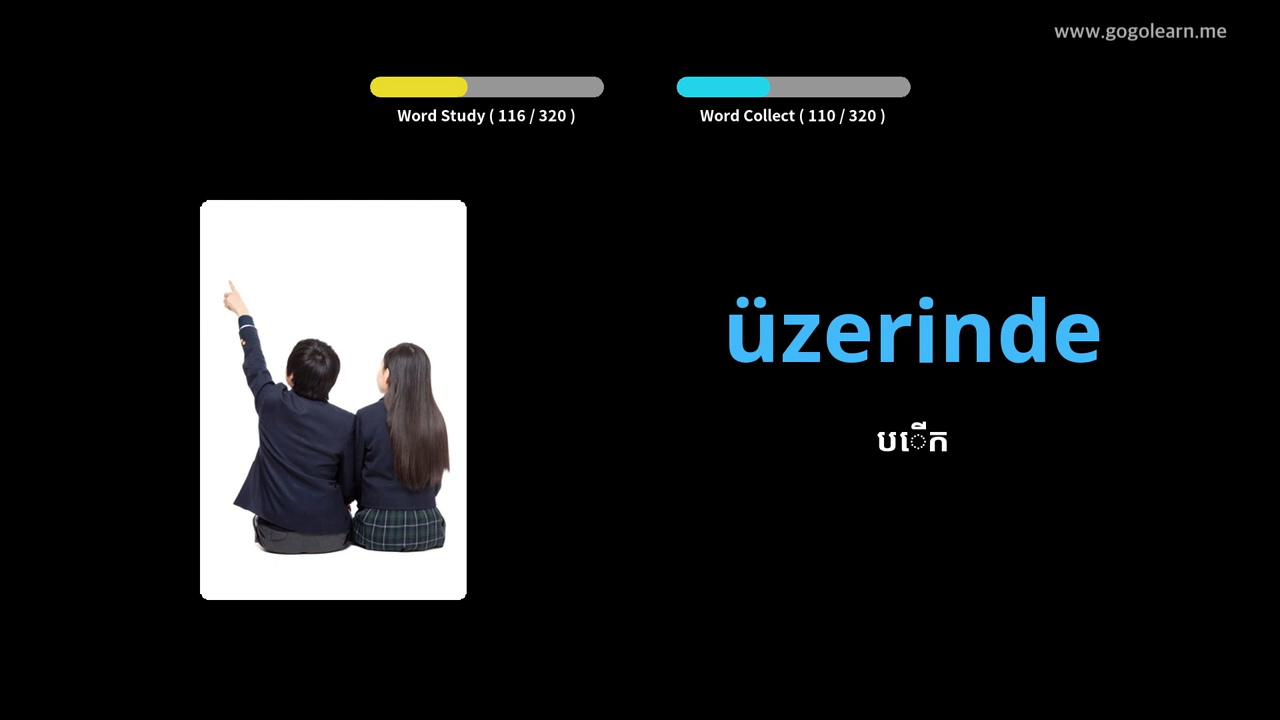 www.gogolearn.me
Word Study ( 116 / 320 )
Word Collect ( 110 / 320 )
üzerinde
បើក